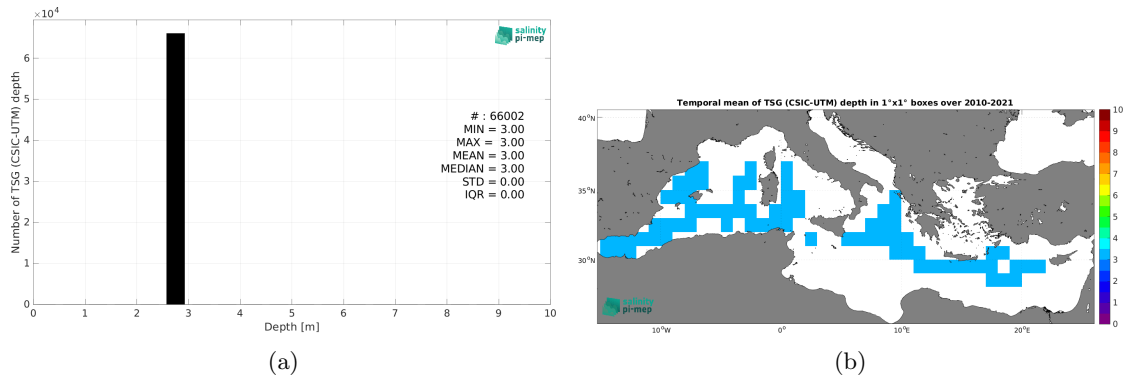 ×10⁴
salinity
pi-mep
Number of TSG (CSIC-UTM) depth
6
5
4
3
2
1
0
# : 66002
MIN = 3.00
MAX = 3.00
MEAN = 3.00
MEDIAN = 3.00
STD = 0.00
IQR = 0.00
0 1 2 3 4 5 6 7 8 9 10
Depth [m]
(a)
Temporal mean of TSG (CSIC-UTM) depth in 1°x1° boxes over 2010-2021
40°N
35°N
30°N
10°W 0° 10°E 20°E
salinity
pi-mep
10
9
8
7
6
5
4
3
2
1
0
(b)